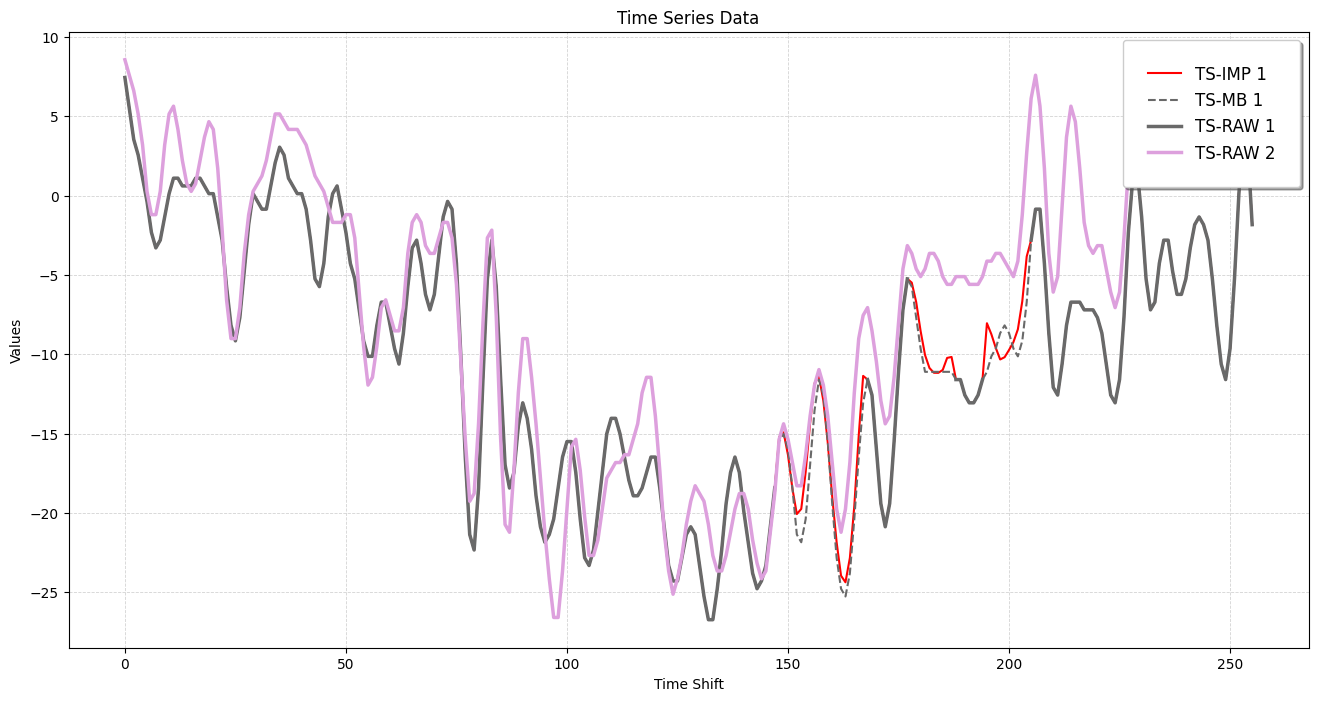 Time Series Data
10
5
0
−5
−10
−15
−20
−25
Values
0
50
100
150
200
250
Time Shift
TS-IMP 1
TS-MB 1
TS-RAW 1
TS-RAW 2